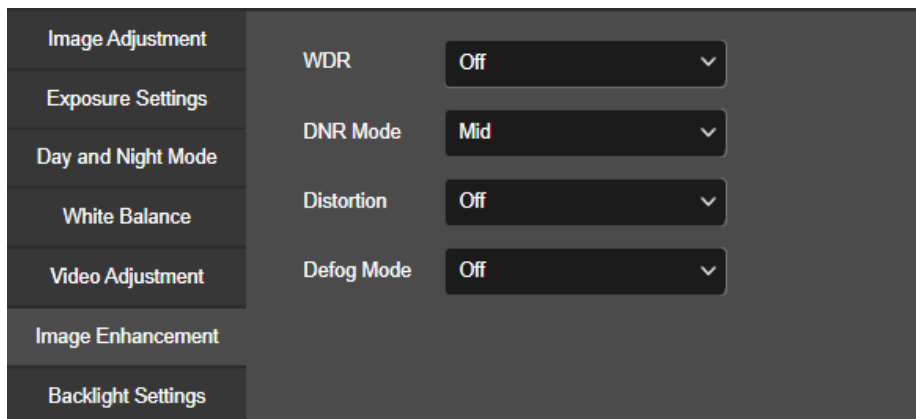 Image Adjustment
Exposure Settings
Day and Night Mode
White Balance
Video Adjustment
Image Enhancement
Backlight Settings
WDR Off
DNR Mode Mid
Distortion Off
Defog Mode Off